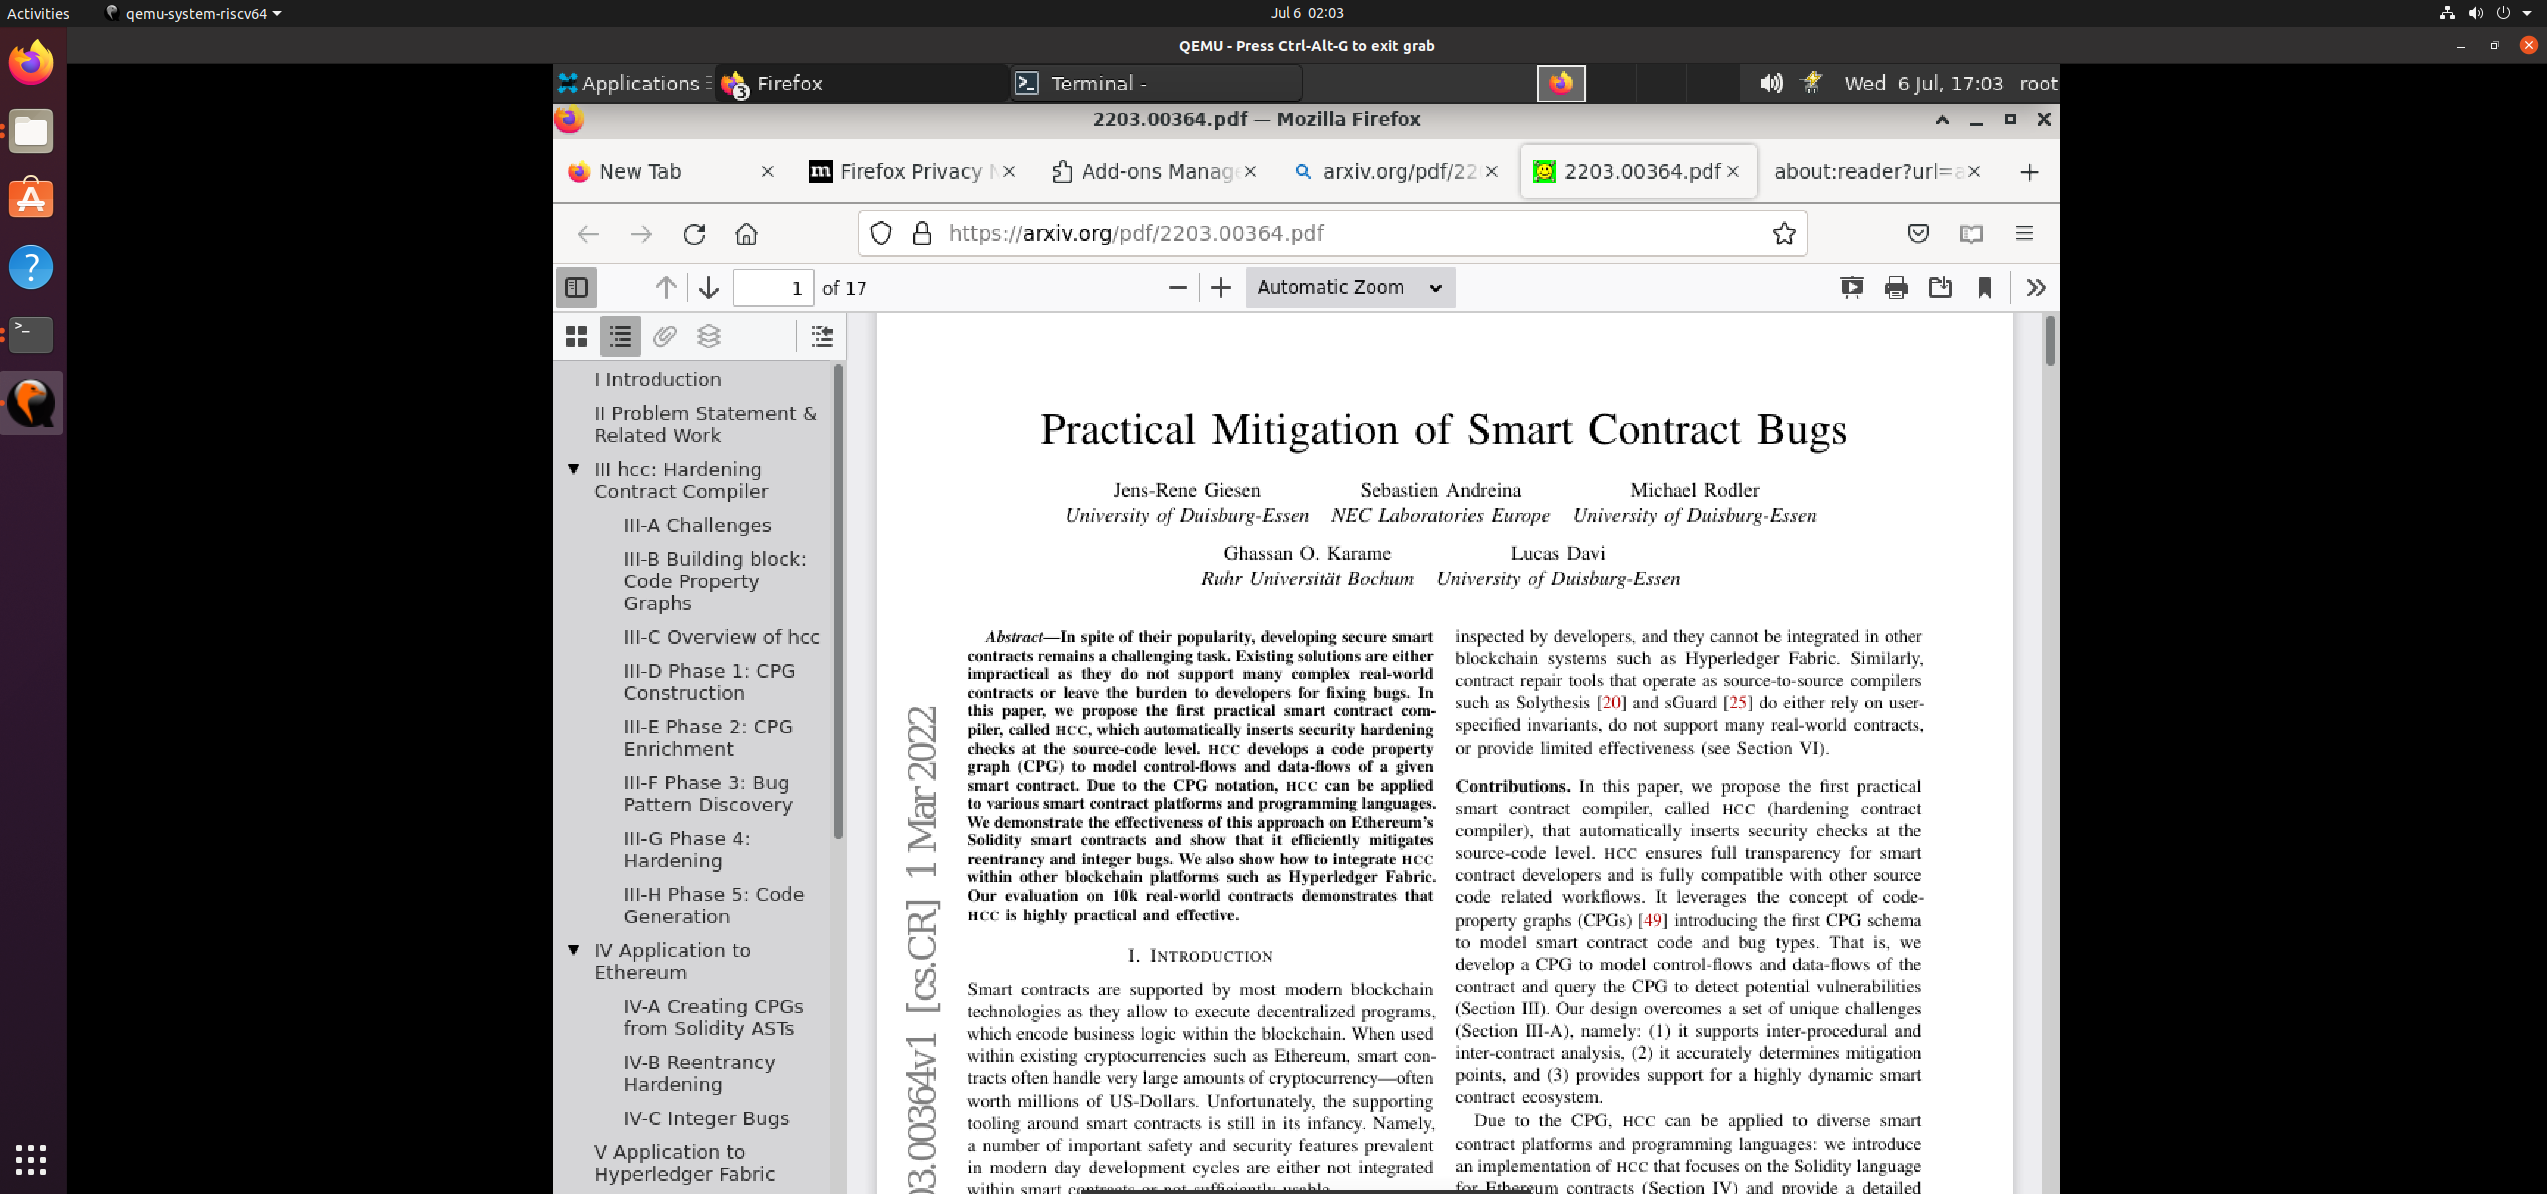 Activities
qemu-system-riscv64
Jul 6 02:03
QEMU - Press Ctrl-Alt-G to exit grab
Applications
3
Firefox
Terminal -
Wed 6 Jul, 17:03
root
2203.00364.pdf — Mozilla Firefox
New Tab
Firefox Privacy N
Add-ons Manage
arxiv.org/pdf/22
2203.00364.pdf
about:reader?url=a
https://arxiv.org/pdf/2203.00364.pdf
1 of 17
Automatic Zoom
I Introduction
II Problem Statement &
Related Work
III hcc: Hardening
Contract Compiler
III-A Challenges
III-B Building block:
Code Property
Graphs
III-C Overview of hcc
III-D Phase 1: CPG
Construction
III-E Phase 2: CPG
Enrichment
III-F Phase 3: Bug
Pattern Discovery
III-G Phase 4:
Hardening
III-H Phase 5: Code
Generation
IV Application to
Ethereum
IV-A Creating CPGs
from Solidity ASTs
IV-B Reentrancy
Hardening
IV-C Integer Bugs
V Application to
Hyperledger Fabric
03.00364v1 [cs.CR] 1 Mar 2022
Practical Mitigation of Smart Contract Bugs
Jens-Rene Giesen
University of Duisburg-Essen
Sebastien Andreina
NEC Laboratories Europe
Michael Rodler
University of Duisburg-Essen
Ghassan O. Karame
Ruhr Universität Bochum
Lucas Davi
University of Duisburg-Essen
Abstract—In spite of their popularity, developing secure smart
contracts remains a challenging task. Existing solutions are either
impractical as they do not support many complex real-world
contracts or leave the burden to developers for fixing bugs. In
this paper, we propose the first practical smart contract com-
piler, called HCC, which automatically inserts security hardening
checks at the source-code level. HCC develops a code property
graph (CPG) to model control-flows and data-flows of a given
smart contract. Due to the CPG notation, HCC can be applied
to various smart contract platforms and programming languages.
We demonstrate the effectiveness of this approach on Ethereum's
Solidity smart contracts and show that it efficiently mitigates
reentrancy and integer bugs. We also show how to integrate HCC
within other blockchain platforms such as Hyperledger Fabric.
Our evaluation on 10k real-world contracts demonstrates that
HCC is highly practical and effective.
I. INTRODUCTION
Smart contracts are supported by most modern blockchain
technologies as they allow to execute decentralized programs,
which encode business logic within the blockchain. When used
within existing cryptocurrencies such as Ethereum, smart con-
tracts often handle very large amounts of cryptocurrency—often
worth millions of US-Dollars. Unfortunately, the supporting
tooling around smart contracts is still in its infancy. Namely,
a number of important safety and security features prevalent
in modern day development cycles are either not integrated
within smart contracts or not sufficiently usable.
inspected by developers, and they cannot be integrated in other
blockchain systems such as Hyperledger Fabric. Similarly,
contract repair tools that operate as source-to-source compilers
such as Solythesis [20] and sGuard [25] do either rely on user-
specified invariants, do not support many real-world contracts,
or provide limited effectiveness (see Section VI).
Contributions. In this paper, we propose the first practical
smart contract compiler, called HCC (hardening contract
compiler), that automatically inserts security checks at the
source-code level. HCC ensures full transparency for smart
contract developers and is fully compatible with other source
code related workflows. It leverages the concept of code-
property graphs (CPGs) [49] introducing the first CPG schema
to model smart contract code and bug types. That is, we
develop a CPG to model control-flows and data-flows of the
contract and query the CPG to detect potential vulnerabilities
(Section III). Our design overcomes a set of unique challenges
(Section III-A), namely: (1) it supports inter-procedural and
inter-contract analysis, (2) it accurately determines mitigation
points, and (3) provides support for a highly dynamic smart
contract ecosystem.
Due to the CPG, HCC can be applied to diverse smart
contract platforms and programming languages: we introduce
an implementation of HCC that focuses on the Solidity language
for Ethereum contracts (Section IV) and provide a detailed